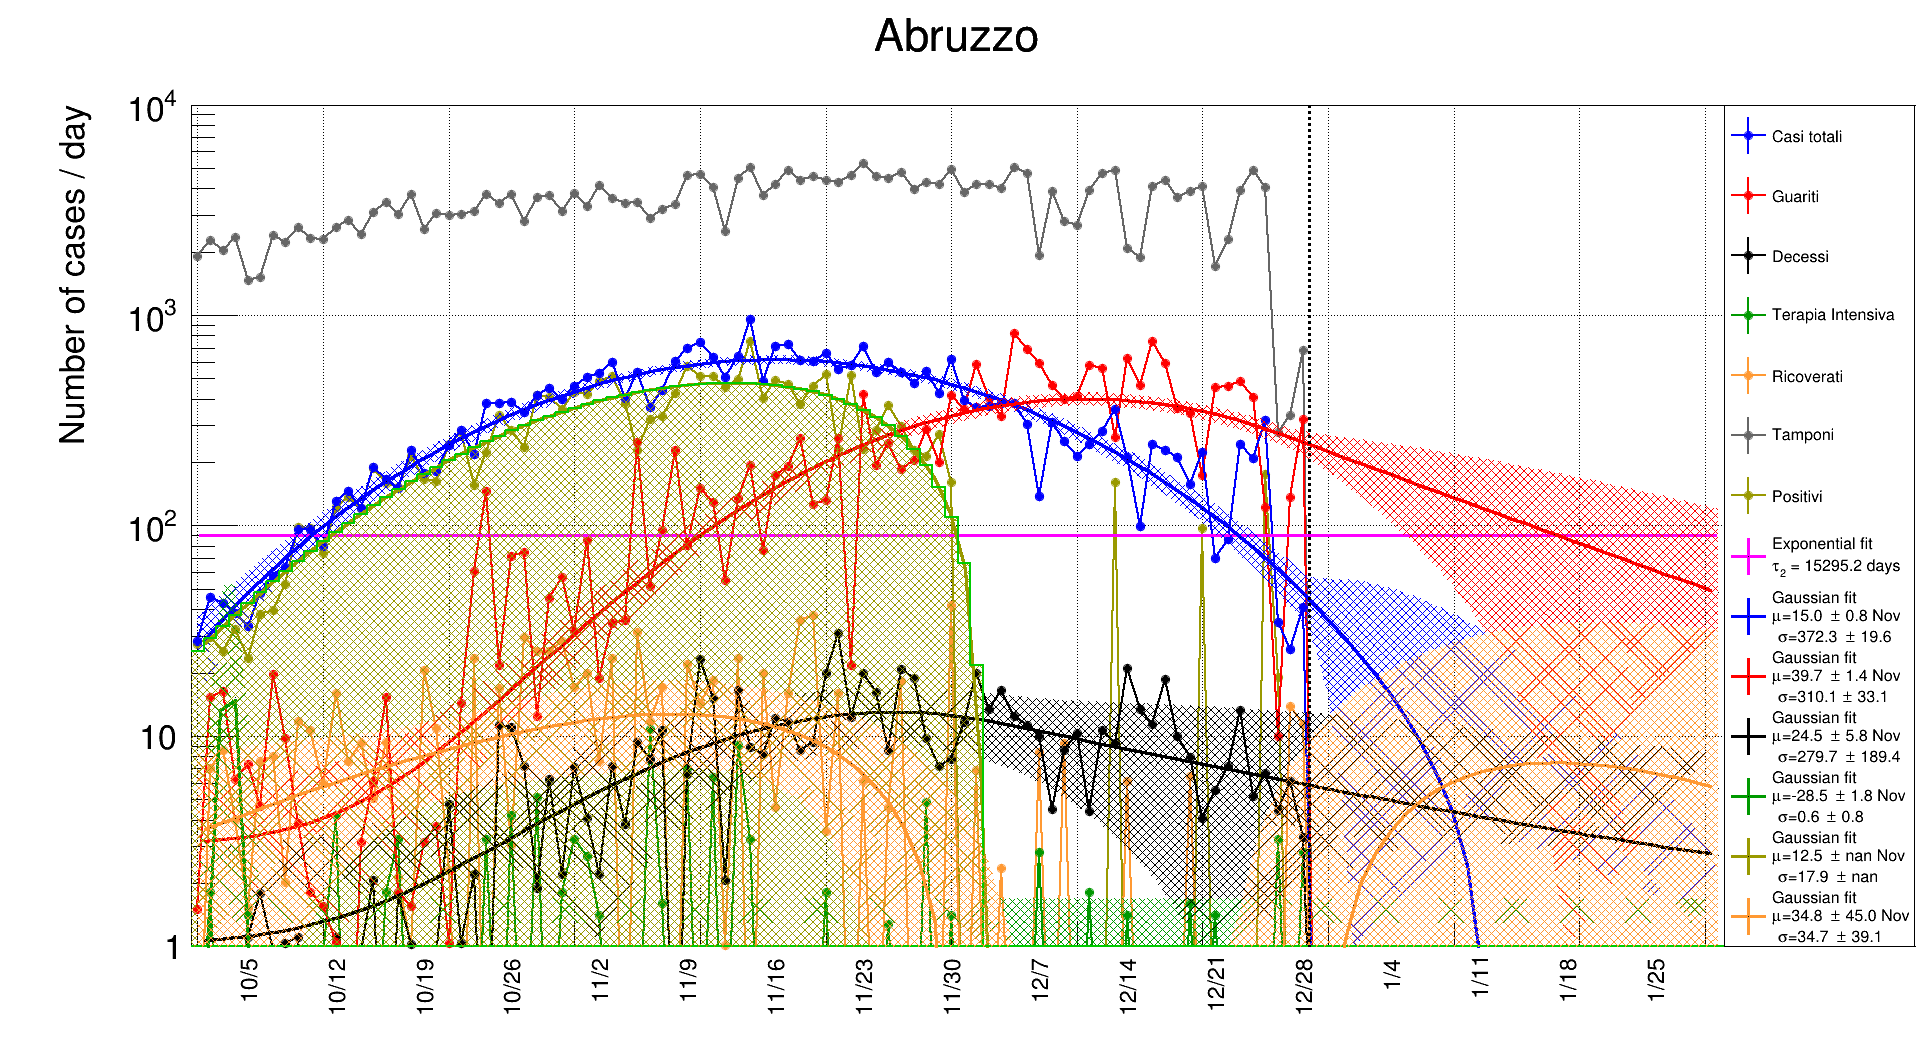 Abruzzo
Number of cases / day
10^4
10^3
10^2
10
1
10/5
10/12
10/19
10/26
11/2
11/9
11/16
11/23
11/30
12/7
12/14
12/21
12/28
1/4
1/11
1/18
1/25
Casi totali
Guariti
Decessi
Terapia Intensiva
Ricoverati
Tamponi
Positivi
Exponential fit
τ2 = 15295.2 days
Gaussian fit
μ=15.0 ± 0.8 Nov
σ=372.3 ± 19.6
Gaussian fit
μ=39.7 ± 1.4 Nov
σ=310.1 ± 33.1
Gaussian fit
μ=24.5 ± 5.8 Nov
σ=279.7 ± 189.4
Gaussian fit
μ=-28.5 ± 1.8 Nov
σ=0.6 ± 0.8
Gaussian fit
μ=12.5 ± nan Nov
σ=17.9 ± nan
Gaussian fit
μ=34.8 ± 45.0 Nov
σ=34.7 ± 39.1